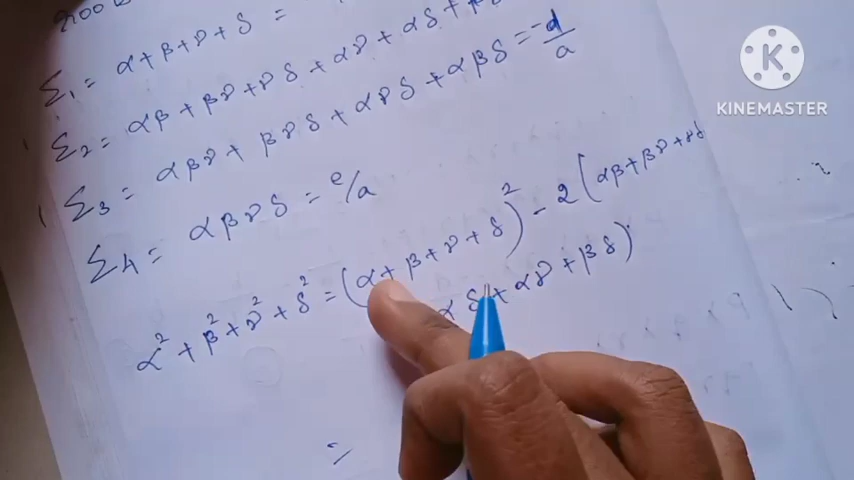 Σ₁ = α+β+γ+δ =
Σ₂ = αβ+βγ+γδ+αγ+αδ+
Σ₃ = αβγ+βγδ+αγδ+αβδ = -d/a
Σ₄ = αβγδ = e/a
α²+β²+γ²+δ² = (α+β+γ+δ)² - 2(αβ+βγ+γδ
αδ+αγ+βδ)
=
K
KINEMASTER